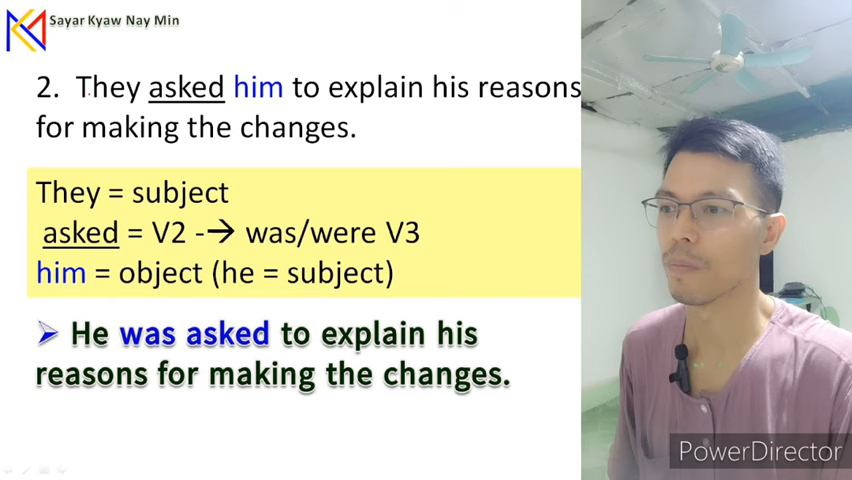 Sayar Kyaw Nay Min
2. They asked him to explain his reasons
for making the changes.
They = subject
asked = V2 -→ was/were V3
him = object (he = subject)
➢ He was asked to explain his
reasons for making the changes.
PowerDirector